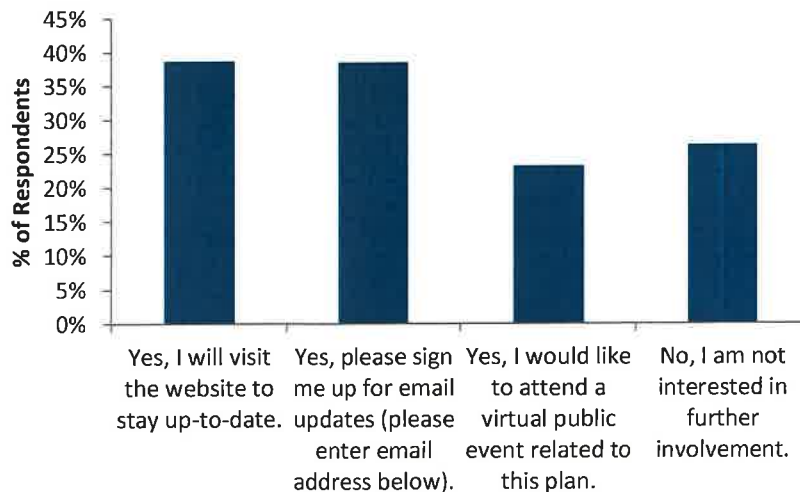 45%
40%
35%
30%
25%
20%
15%
10%
5%
0%
% of Respondents
Yes, I will visit
the website to
stay up-to-date.
Yes, please sign
me up for email
updates (please
enter email
address below).
Yes, I would like
to attend a
virtual public
event related to
this plan.
No, I am not
interested in
further
involvement.